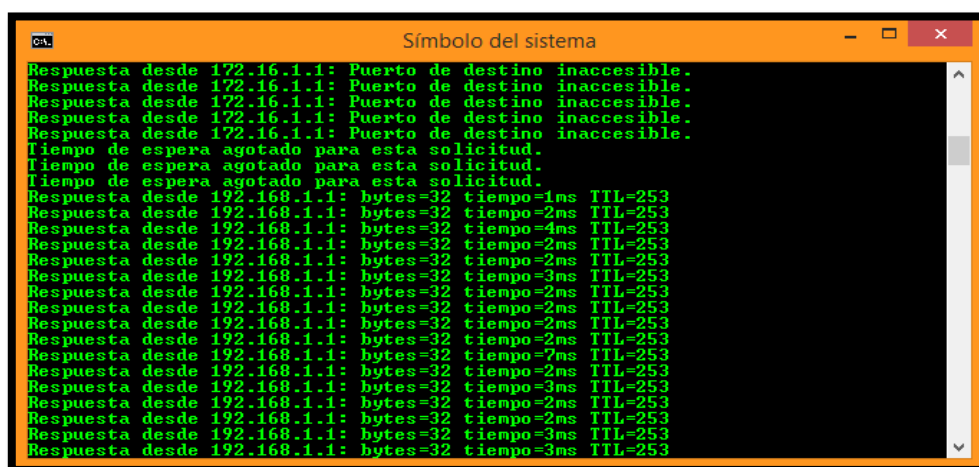 C:\.
Símbolo del sistema
Respuesta desde 172.16.1.1: Puerto de destino inaccesible.
Respuesta desde 172.16.1.1: Puerto de destino inaccesible.
Respuesta desde 172.16.1.1: Puerto de destino inaccesible.
Respuesta desde 172.16.1.1: Puerto de destino inaccesible.
Respuesta desde 172.16.1.1: Puerto de destino inaccesible.
Tiempo de espera agotado para esta solicitud.
Tiempo de espera agotado para esta solicitud.
Tiempo de espera agotado para esta solicitud.
Respuesta desde 192.168.1.1: bytes=32 tiempo=1ms TTL=253
Respuesta desde 192.168.1.1: bytes=32 tiempo=2ms TTL=253
Respuesta desde 192.168.1.1: bytes=32 tiempo=4ms TTL=253
Respuesta desde 192.168.1.1: bytes=32 tiempo=2ms TTL=253
Respuesta desde 192.168.1.1: bytes=32 tiempo=2ms TTL=253
Respuesta desde 192.168.1.1: bytes=32 tiempo=3ms TTL=253
Respuesta desde 192.168.1.1: bytes=32 tiempo=2ms TTL=253
Respuesta desde 192.168.1.1: bytes=32 tiempo=2ms TTL=253
Respuesta desde 192.168.1.1: bytes=32 tiempo=2ms TTL=253
Respuesta desde 192.168.1.1: bytes=32 tiempo=2ms TTL=253
Respuesta desde 192.168.1.1: bytes=32 tiempo=7ms TTL=253
Respuesta desde 192.168.1.1: bytes=32 tiempo=2ms TTL=253
Respuesta desde 192.168.1.1: bytes=32 tiempo=3ms TTL=253
Respuesta desde 192.168.1.1: bytes=32 tiempo=2ms TTL=253
Respuesta desde 192.168.1.1: bytes=32 tiempo=2ms TTL=253
Respuesta desde 192.168.1.1: bytes=32 tiempo=3ms TTL=253
Respuesta desde 192.168.1.1: bytes=32 tiempo=3ms TTL=253